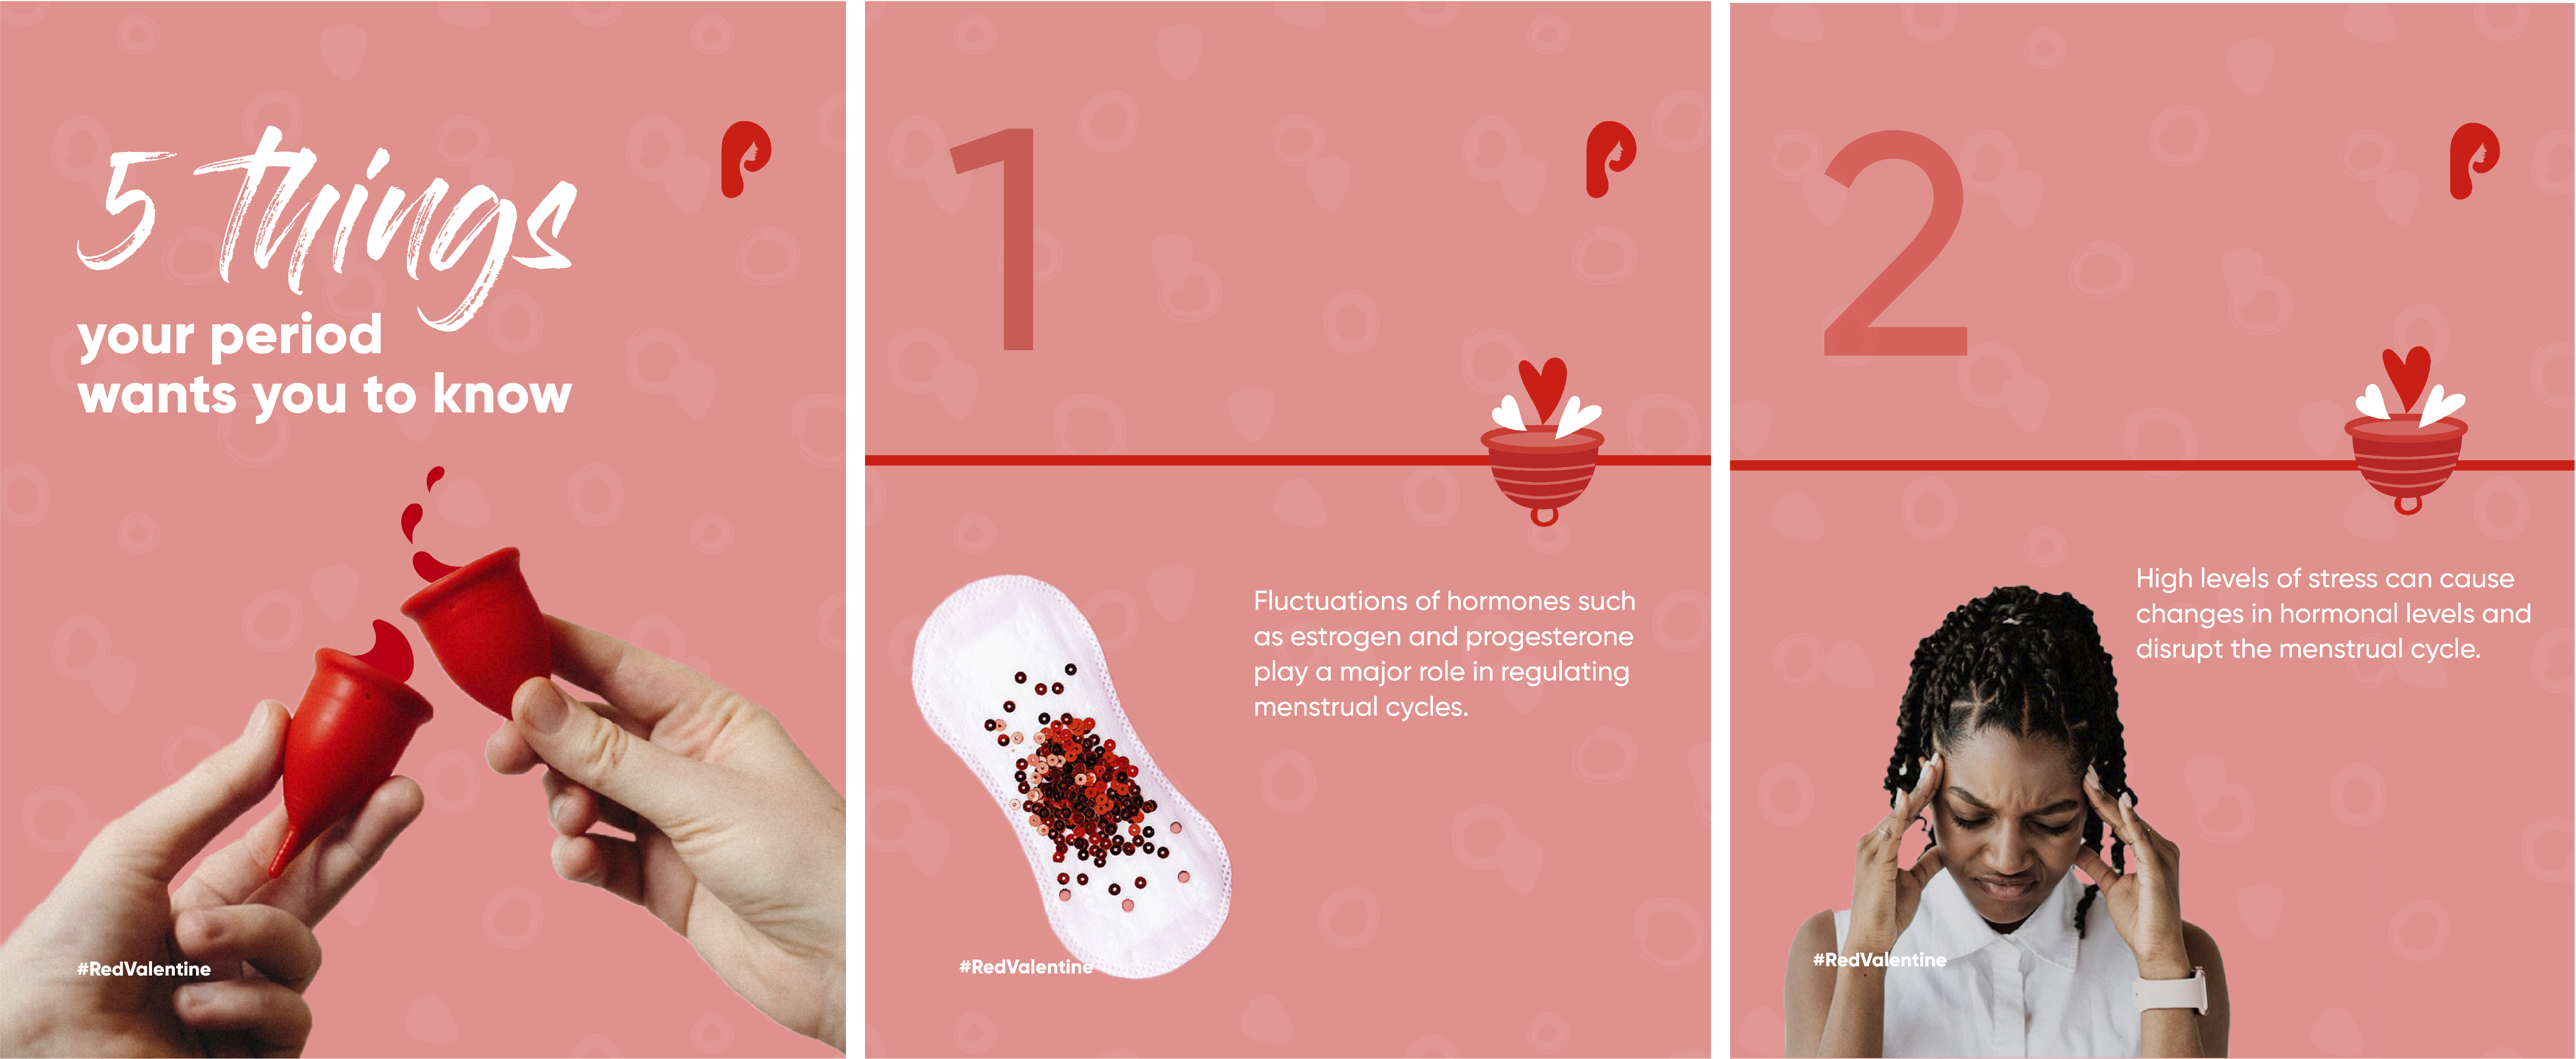 5 things
your period
wants you to know
#RedValentine
1
Fluctuations of hormones such
as estrogen and progesterone
play a major role in regulating
menstrual cycles.
#RedValentine
2
High levels of stress can cause
changes in hormonal levels and
disrupt the menstrual cycle.
#RedValentine